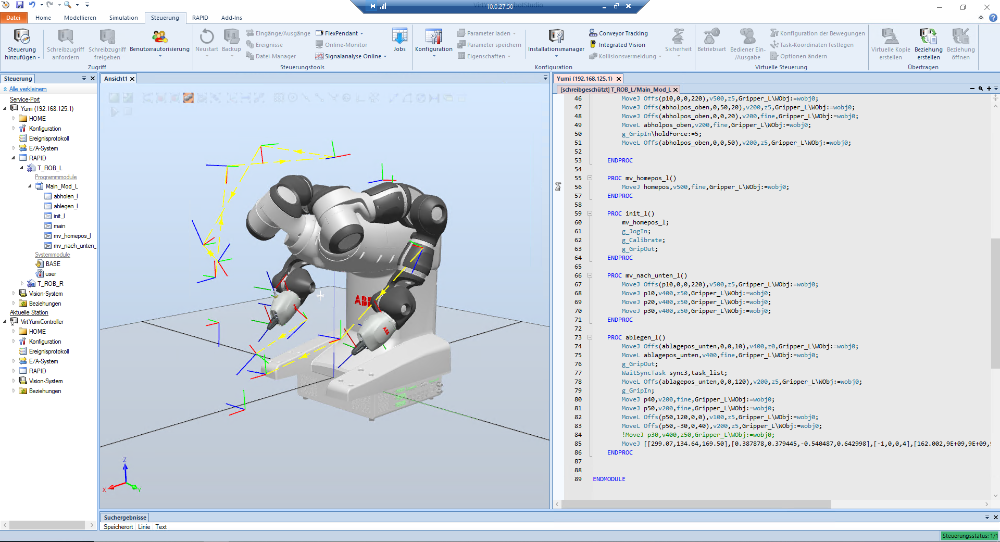 VirtY
10.0.27.50
obotStudio
Datei
Home
Modellieren
Simulation
Steuerung
RAPID
Add-Ins
Steuerung hinzufügen
Schreibzugriff anfordern
Schreibzugriff freigeben
Benutzerautorisierung
Zugriff
Neustart
Backup
Eingänge/Ausgänge
Ereignisse
Datei-Manager
FlexPendant
Online-Monitor
Signalanalyse Online
Jobs
Steuerungstools
Konfiguration
Parameter laden
Parameter speichern
Eigenschaften
Installationsmanager
Conveyor Tracking
Integrated Vision
Kollisionsvermeidung
Sicherheit
Konfiguration
Betriebsart
Bediener Ein-/Ausgabe
Konfiguration der Bewegungen
Task-Koordinaten festlegen
Optionen ändern
Virtuelle Steuerung
Virtuelle Kopie erstellen
Beziehung erstellen
Beziehung öffnen
Übertragen
Steuerung
Alle verkleinern
Service-Port
Yumi (192.168.125.1)
HOME
Konfiguration
Ereignisprotokoll
E/A-System
RAPID
T_ROB_L
Programmmodule
Main_Mod_L
abholen_l
ablegen_l
init_l
main
mv_homepos_l
mv_nach_unten_
Systemmodule
BASE
user
T_ROB_R
Vision-System
Beziehungen
Aktuelle Station
VirtYumiController
HOME
Konfiguration
Ereignisprotokoll
E/A-System
RAPID
Vision-System
Beziehungen
Ansicht1
ABB
ABB
Z
X
Y
Yumi (192.168.125.1)
[schreibgeschützt] T_ROB_L/Main_Mod_L
46 MoveJ Offs(p10,0,0,220),v500,z5,Gripper_L\WObj:=wobj0;
47 MoveJ Offs(abholpos_oben,0,50,20),v200,z5,Gripper_L\WObj:=wobj0;
48 MoveJ Offs(abholpos_oben,0,0,20),v200,fine,Gripper_L\WObj:=wobj0;
49 MoveL abholpos_oben,v200,fine,Gripper_L\WObj:=wobj0;
50 g_GripIn\holdForce:=5;
51 MoveL Offs(abholpos_oben,0,0,50),v200,z5,Gripper_L\WObj:=wobj0;
52
53 ENDPROC
54
55 PROC mv_homepos_l()
56 MoveJ homepos,v500,fine,Gripper_L\WObj:=wobj0;
57 ENDPROC
58
59 PROC init_l()
60 mv_homepos_l;
61 g_JogIn;
62 g_Calibrate;
63 g_GripOut;
64 ENDPROC
65
66 PROC mv_nach_unten_l()
67 MoveJ Offs(p10,0,0,220),v500,z5,Gripper_L\WObj:=wobj0;
68 MoveJ p10,v400,z50,Gripper_L\WObj:=wobj0;
69 MoveJ p20,v400,z50,Gripper_L\WObj:=wobj0;
70 MoveJ p30,v400,z50,Gripper_L\WObj:=wobj0;
71 ENDPROC
72
73 PROC ablegen_l()
74 MoveJ Offs(ablagepos_unten,0,0,10),v400,z0,Gripper_L\WObj:=wobj0;
75 MoveL ablagepos_unten,v400,fine,Gripper_L\WObj:=wobj0;
76 g_GripOut;
77 WaitSyncTask sync3,task_list;
78 MoveL Offs(ablagepos_unten,0,0,120),v200,z5,Gripper_L\WObj:=wobj0;
79 g_GripIn;
80 MoveJ p40,v200,fine,Gripper_L\WObj:=wobj0;
81 MoveJ p50,v200,fine,Gripper_L\WObj:=wobj0;
82 MoveL Offs(p50,120,0,0),v100,z5,Gripper_L\WObj:=wobj0;
83 MoveL Offs(p50,-30,0,40),v200,z5,Gripper_L\WObj:=wobj0;
84 !MoveJ p30,v400,z50,Gripper_L\WObj:=wobj0;
85 MoveJ [[299.07,134.64,169.50],[0.387878,0.379445,-0.540487,0.642998],[-1,0,0,4],[162.002,9E+09,9E+09,
86 ENDPROC
87
88
89 ENDMODULE
Suchergebnisse
Speicherort Linie Text
Steuerungsstatus: 1/1